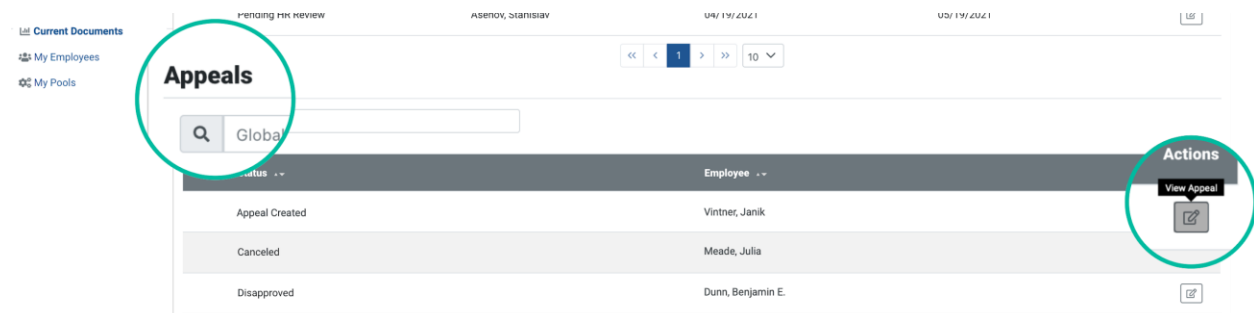 Pending HR Review Asenov, Stanislav 04/19/2021 05/19/2021
Current Documents
My Employees
My Pools
« < 1 > » 10
Appeals
Global
Status Employee Actions
View Appeal
Appeal Created Vintner, Janik
Canceled Meade, Julia
Disapproved Dunn, Benjamin E.